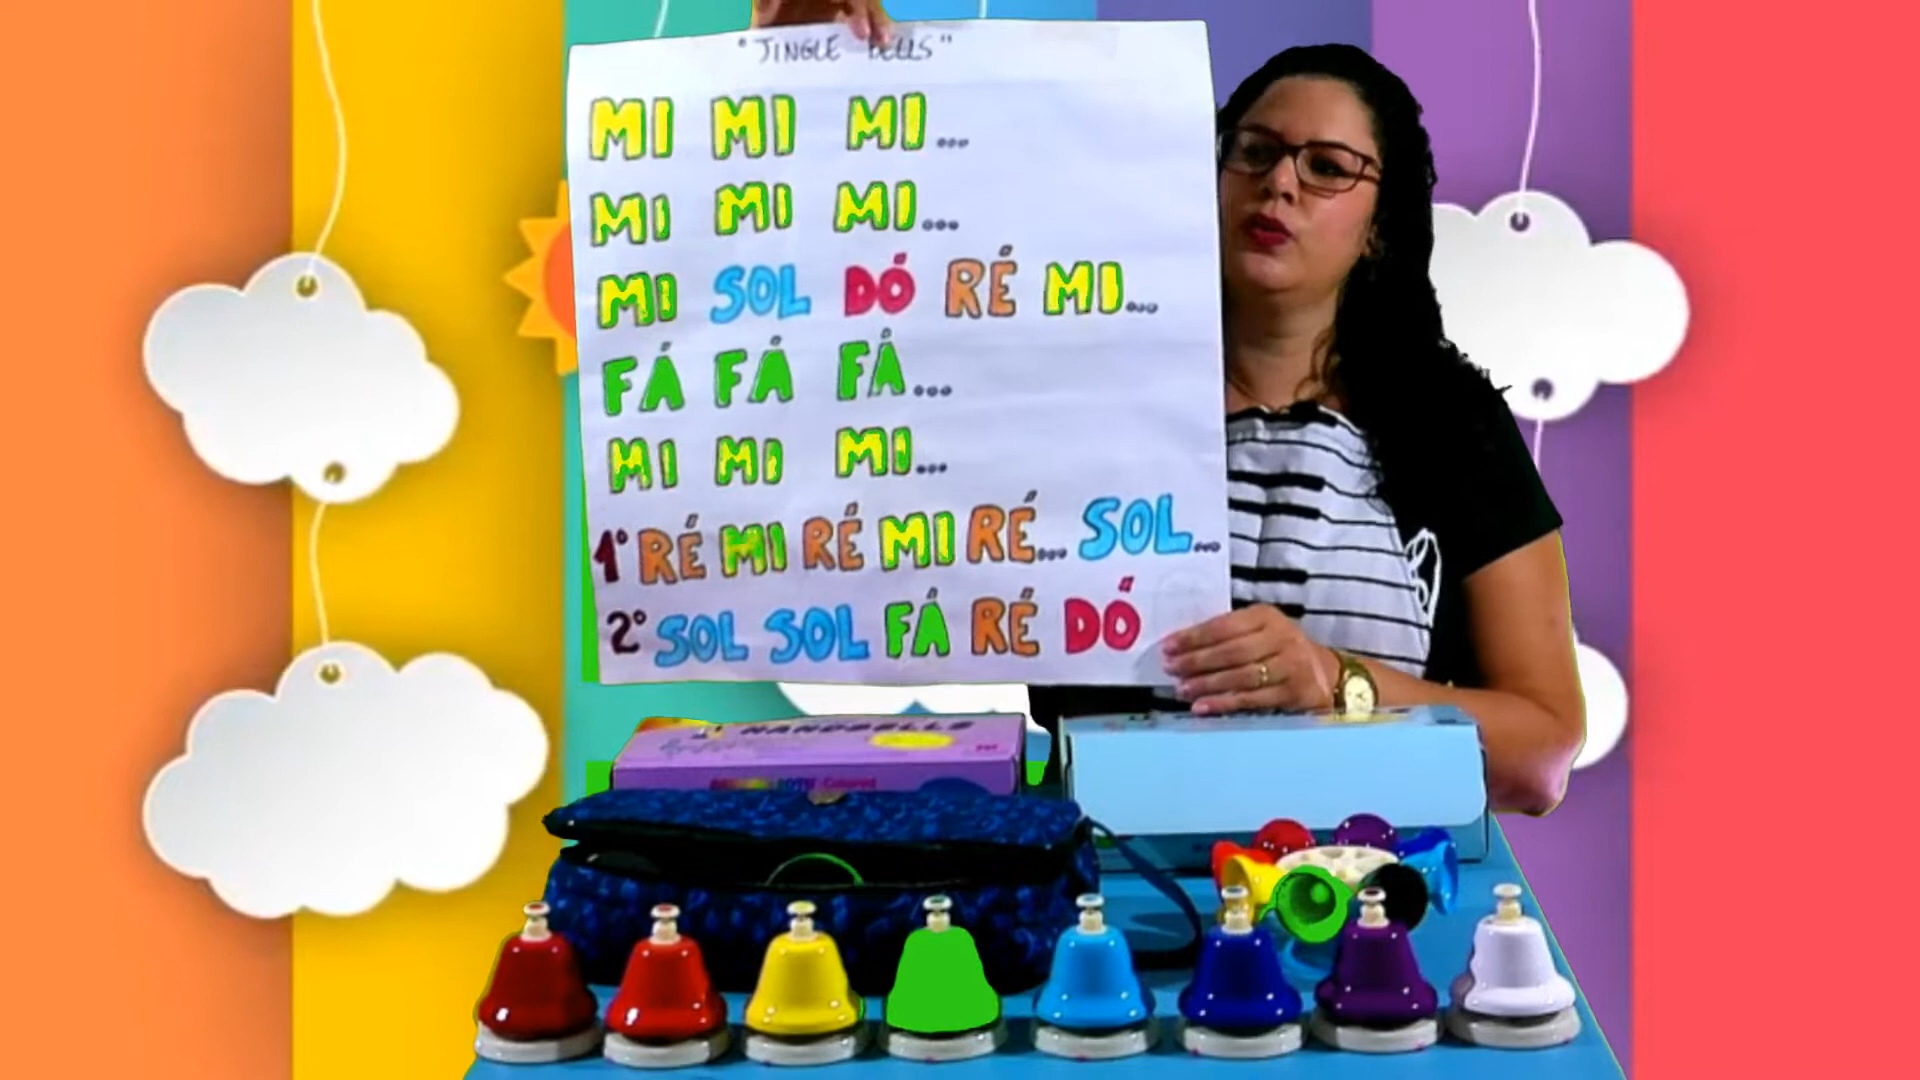 "JINGLE BELLS"
MI MI MI...
MI MI MI...
MI SOL DÓ RÉ MI...
FÁ FÁ FÁ...
MI MI MI...
1° RÉ MI RÉ MI RÉ... SOL...
2° SOL SOL FÁ RÉ DÓ
HANDBELLS